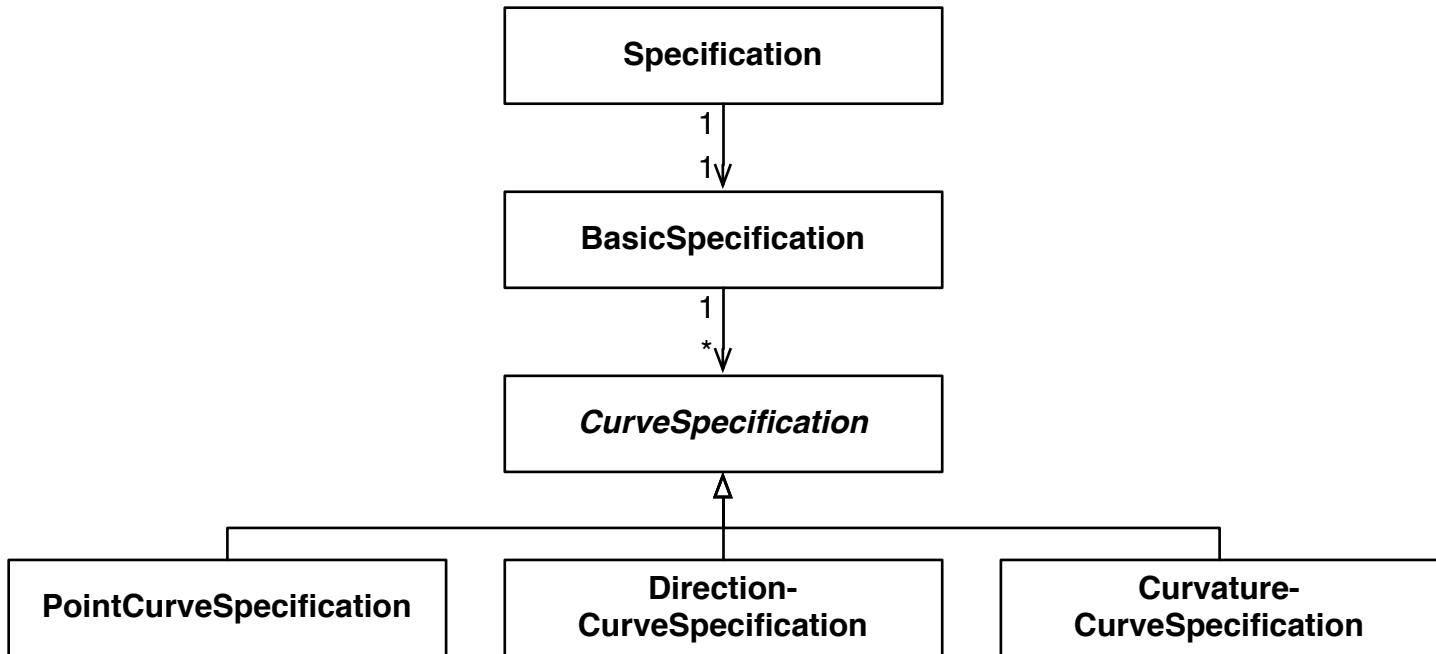 Specification
1
1
BasicSpecification
1
*
CurveSpecification
PointCurveSpecification
Direction-
CurveSpecification
Curvature-
CurveSpecification